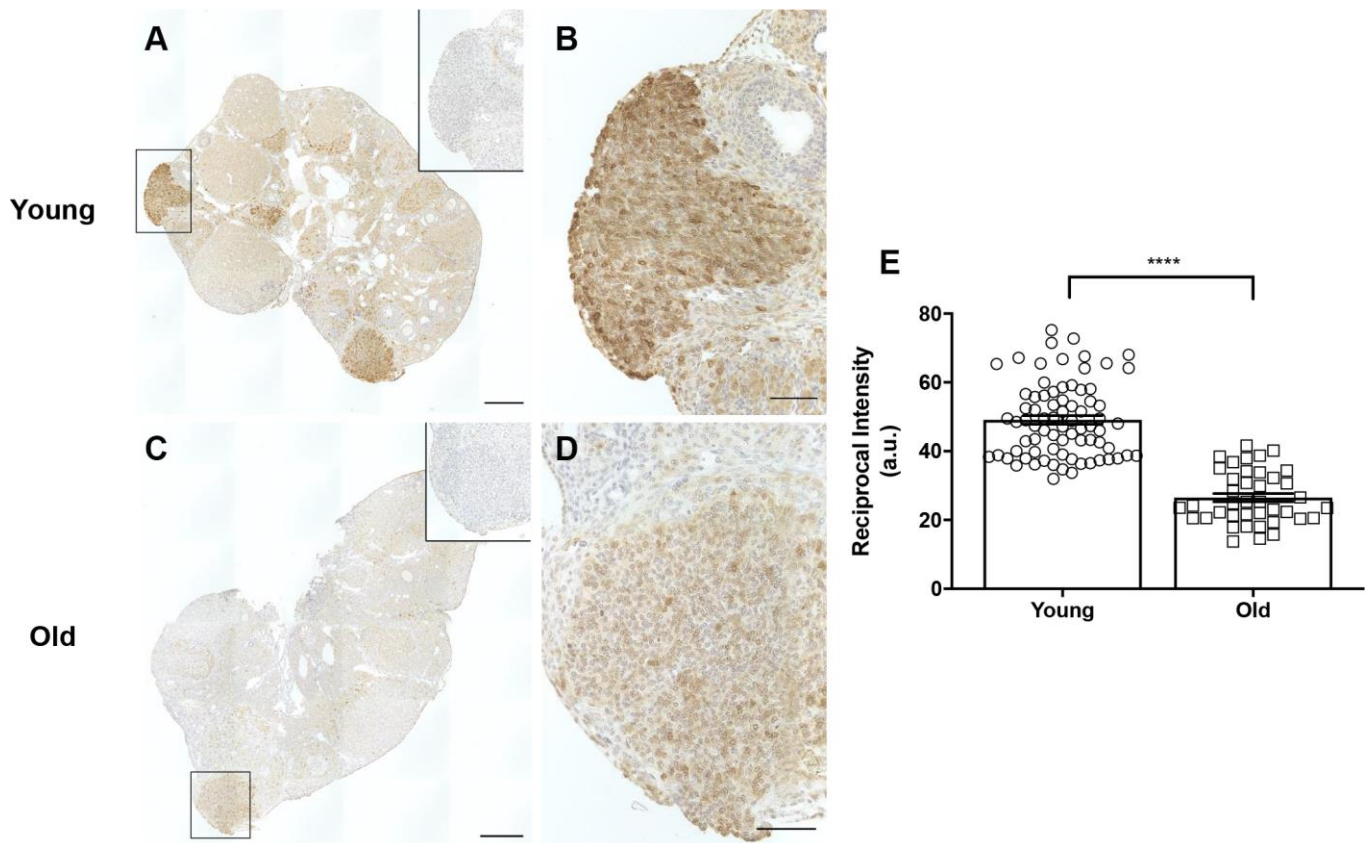 A
B
Young
C
D
Old
E
****
Reciprocal Intensity
(a.u.)
80
60
40
20
0
Young
Old